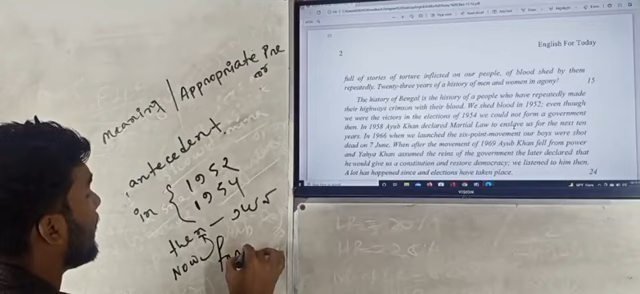 Meaning / Appropriate Pre
or
antecedent
in { 1952
1954
then
Now
2
English For Today
full of stories of torture inflicted on our people, of blood shed by them
repeatedly. Twenty-three years of a history of men and women in agony!
15
The history of Bengal is the history of a people who have repeatedly made
their highways crimson with their blood. We shed blood in 1952; even though
we were the victors in the elections of 1954 we could not form a government
then. In 1958 Ayub Khan declared Martial Law to enslave us for the next ten
years. In 1966 when we launched the six-point-movement our boys were shot
dead on 7 June. When after the movement of 1969 Ayub Khan fell from power
and Yahya Khan assumed the reins of the government the later declared that
he would give us a constitution and restore democracy; we listened to him then.
A lot has happened since and elections have taken place.
24